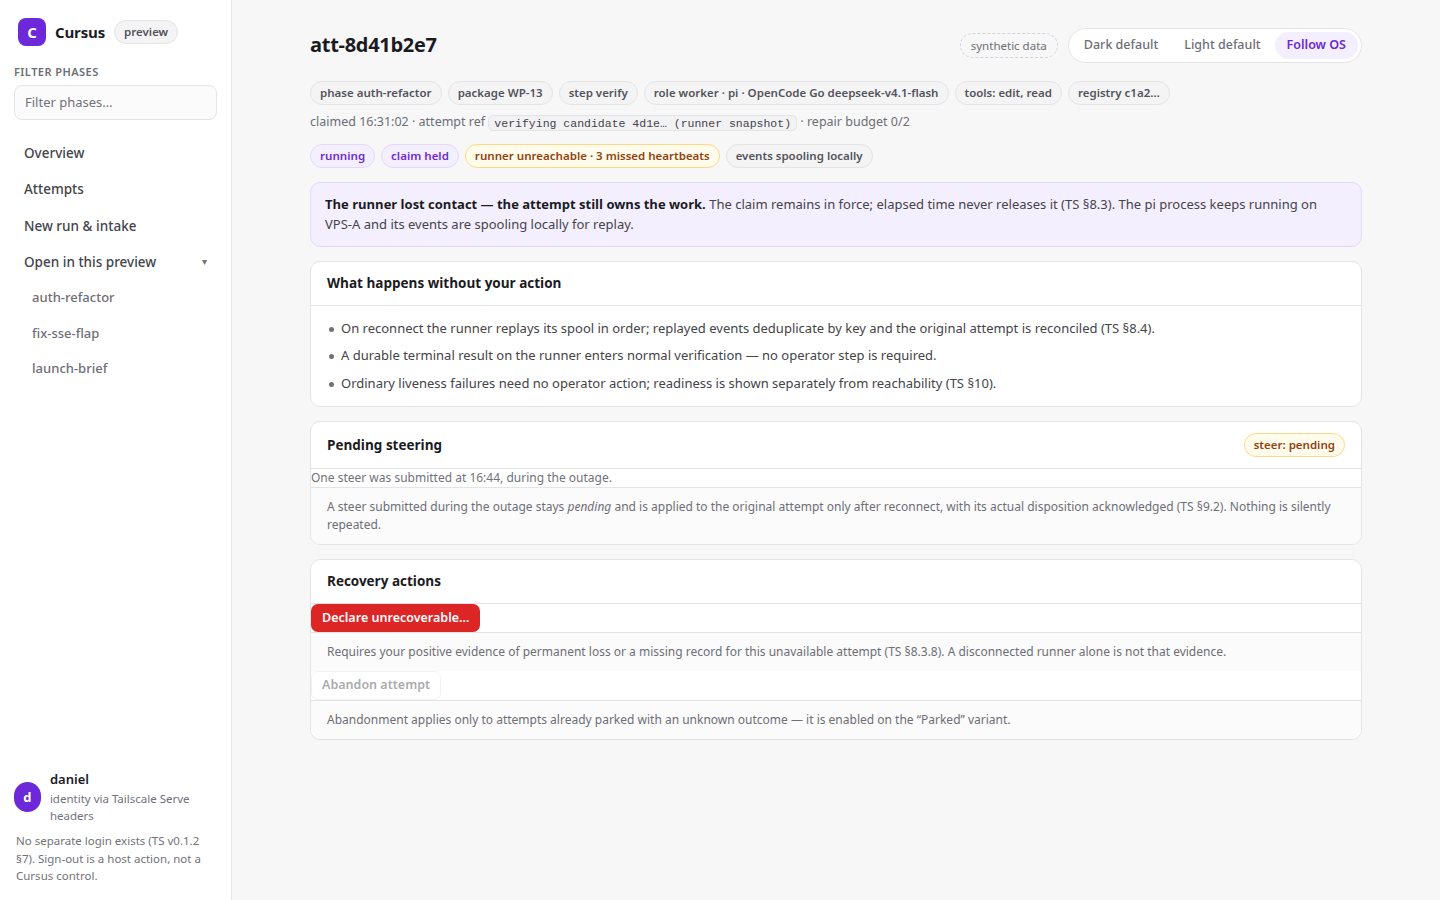 C Cursus preview
FILTER PHASES
Filter phases...
Overview
Attempts
New run & intake
Open in this preview ▾
auth-refactor
fix-sse-flap
launch-brief
d
daniel
identity via Tailscale Serve
headers
No separate login exists (TS v0.1.2
§7). Sign-out is a host action, not a
Cursus control.
att-8d41b2e7
synthetic data Dark default Light default Follow OS
phase auth-refactor package WP-13 step verify role worker · pi · OpenCode Go deepseek-v4.1-flash tools: edit, read registry c1a2…
claimed 16:31:02 · attempt ref verifying candidate 4d1e… (runner snapshot) · repair budget 0/2
running claim held runner unreachable · 3 missed heartbeats events spooling locally
The runner lost contact — the attempt still owns the work. The claim remains in force; elapsed time never releases it (TS §8.3). The pi process keeps running on
VPS-A and its events are spooling locally for replay.
What happens without your action
• On reconnect the runner replays its spool in order; replayed events deduplicate by key and the original attempt is reconciled (TS §8.4).
• A durable terminal result on the runner enters normal verification — no operator step is required.
• Ordinary liveness failures need no operator action; readiness is shown separately from reachability (TS §10).
Pending steering steer: pending
One steer was submitted at 16:44, during the outage.
A steer submitted during the outage stays pending and is applied to the original attempt only after reconnect, with its actual disposition acknowledged (TS §9.2). Nothing is silently
repeated.
Recovery actions
Declare unrecoverable…
Requires your positive evidence of permanent loss or a missing record for this unavailable attempt (TS §8.3.8). A disconnected runner alone is not that evidence.
Abandon attempt
Abandonment applies only to attempts already parked with an unknown outcome — it is enabled on the “Parked” variant.